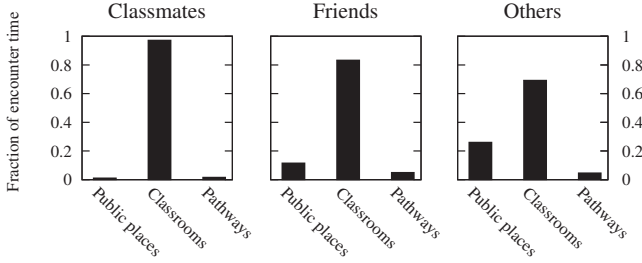 Classmates
Friends
Others
Fraction of encounter time
1
0.8
0.6
0.4
0.2
0
1
0.8
0.6
0.4
0.2
0
Public places
Classrooms
Pathways
Public places
Classrooms
Pathways
Public places
Classrooms
Pathways